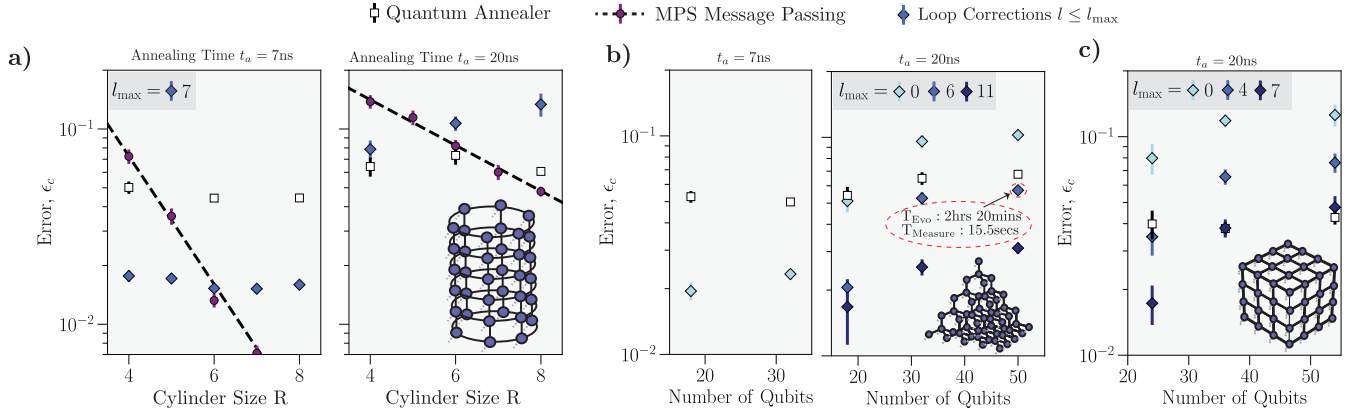 Quantum Annealer
MPS Message Passing
Loop Corrections l ≤ l_max
a)
Annealing Time t_a = 7ns
Annealing Time t_a = 20ns
b)
t_a = 7ns
t_a = 20ns
c)
t_a = 20ns
l_max = 7
l_max = 0 6 11
l_max = 0 4 7
Error, ϵ_c
10^-1
10^-2
4 6 8
Cylinder Size R
4 6 8
Cylinder Size R
Error, ϵ_c
10^-1
10^-2
20 30
Number of Qubits
T_Evo : 2hrs 20mins
T_Measure : 15.5secs
20 30 40 50
Number of Qubits
Error, ϵ_c
10^-1
10^-2
20 30 40 50
Number of Qubits